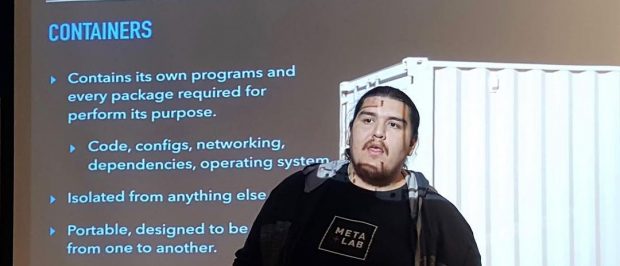 CONTAINERS
Contains its own programs and
every package required for
perform its purpose.
Code, configs, networking,
dependencies, operating system
Isolated from anything else
Portable, designed to be
from one to another.
META
+ LAB